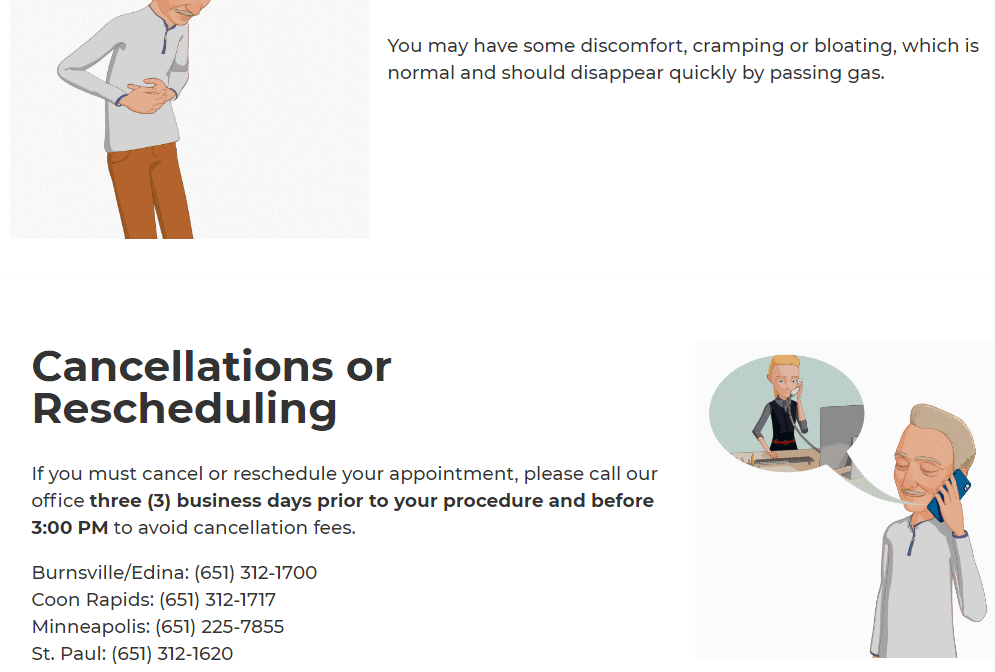 You may have some discomfort, cramping or bloating, which is
normal and should disappear quickly by passing gas.
Cancellations or
Rescheduling
If you must cancel or reschedule your appointment, please call our
office three (3) business days prior to your procedure and before
3:00 PM to avoid cancellation fees.
Burnsville/Edina: (651) 312-1700
Coon Rapids: (651) 312-1717
Minneapolis: (651) 225-7855
St. Paul: (651) 312-1620